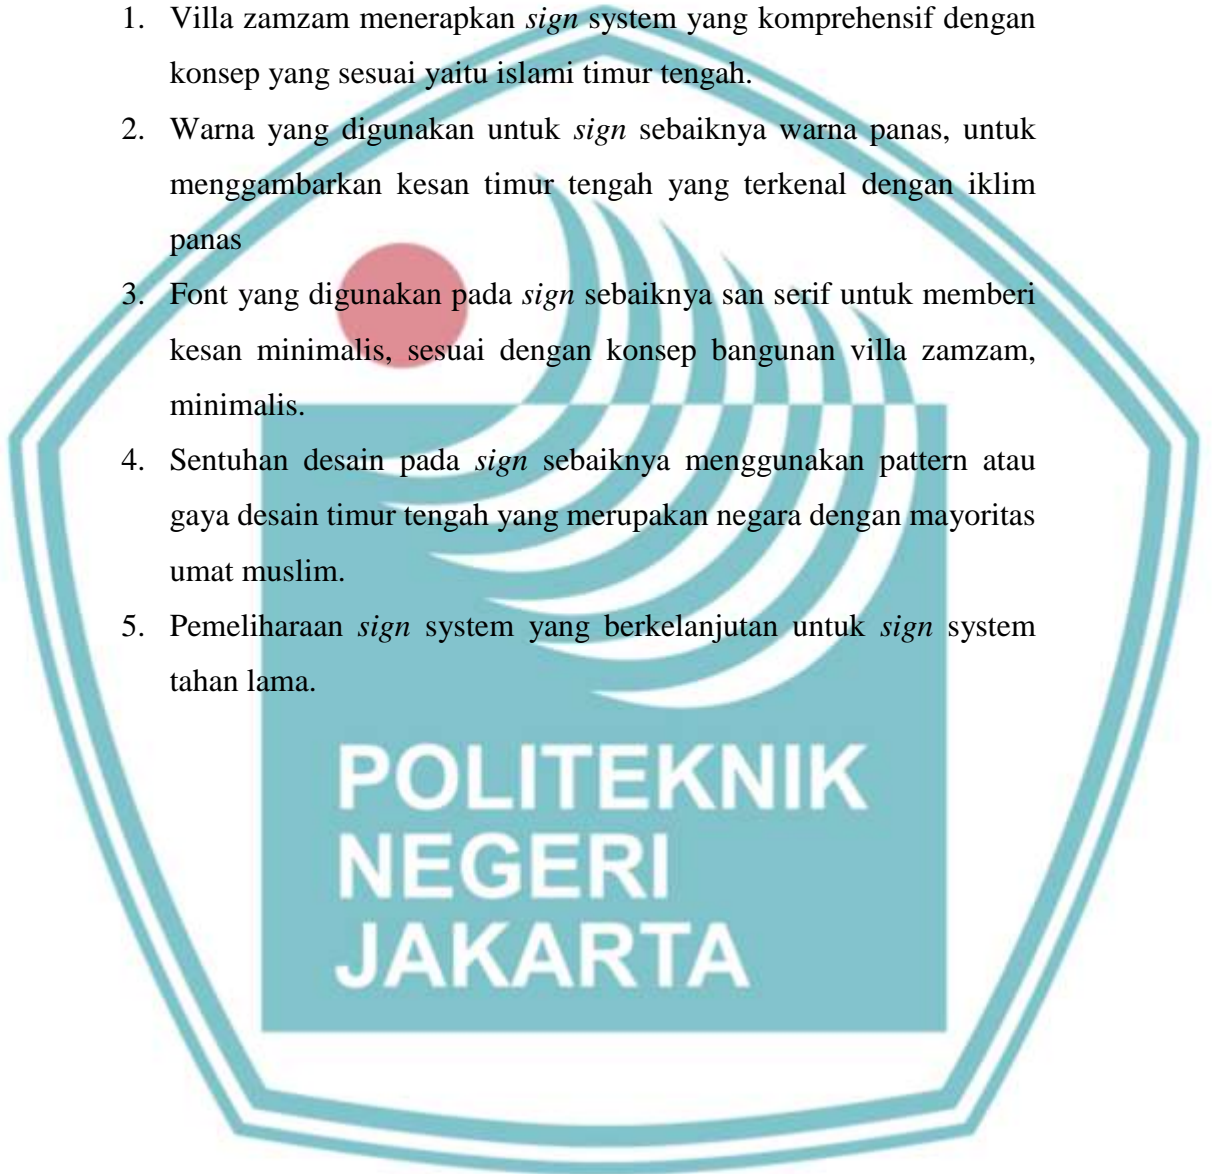 1. Villa zamzam menerapkan sign system yang komprehensif dengan
konsep yang sesuai yaitu islami timur tengah.
2. Warna yang digunakan untuk sign sebaiknya warna panas, untuk
menggambarkan kesan timur tengah yang terkenal dengan iklim
panas
3. Font yang digunakan pada sign sebaiknya san serif untuk memberi
kesan minimalis, sesuai dengan konsep bangunan villa zamzam,
minimalis.
4. Sentuhan desain pada sign sebaiknya menggunakan pattern atau
gaya desain timur tengah yang merupakan negara dengan mayoritas
umat muslim.
5. Pemeliharaan sign system yang berkelanjutan untuk sign system
tahan lama.
POLITEKNIK
NEGERI
JAKARTA